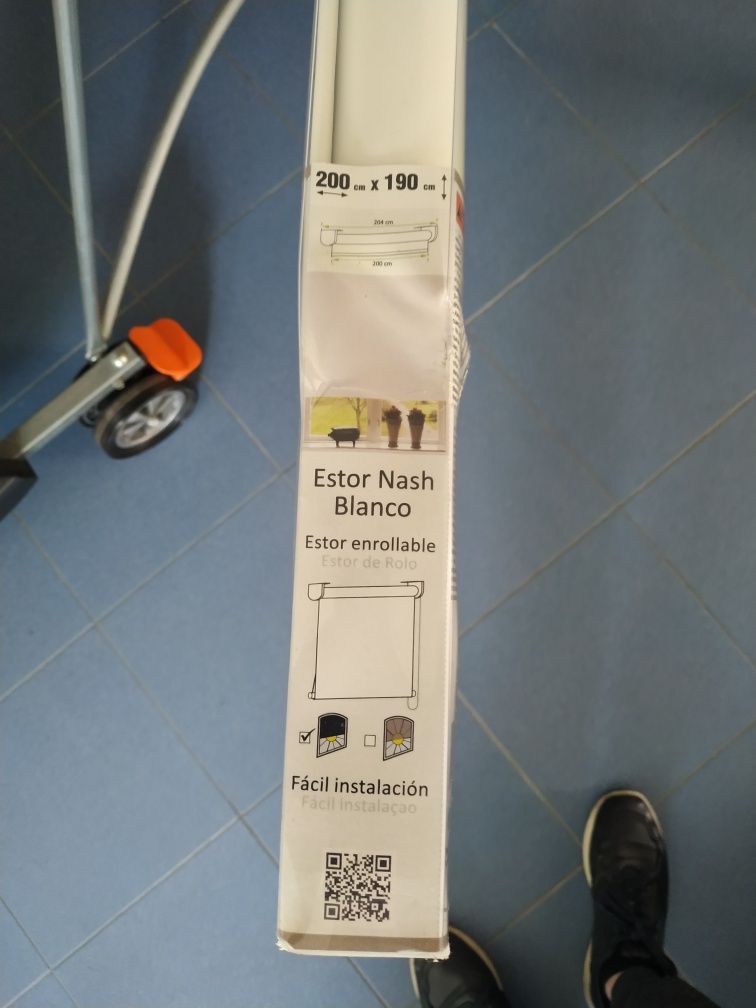 200 cm x 190 cm
204 cm
200 cm
Estor Nash
Blanco
Estor enrollable
Estor de Rolo
Fácil instalación
Fácil instalaçao